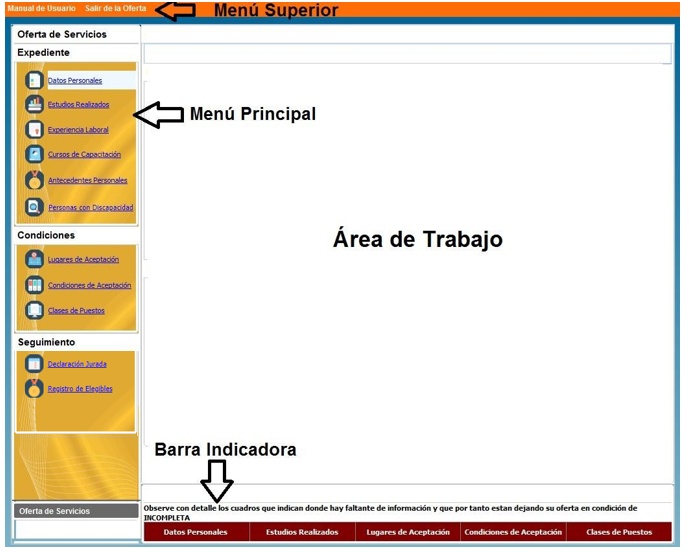 Manual de Usuario Salir de la Oferta
Menú Superior
Oferta de Servicios
Expediente
Datos Personales
Estudios Realizados
Experiencia Laboral
Menú Principal
Cursos de Capacitación
Antecedentes Personales
Personas con Discapacidad
Condiciones
Área de Trabajo
Lugares de Aceptación
Condiciones de Aceptación
Clases de Puestos
Seguimiento
Declaración Jurada
Registro de Elegibles
Barra Indicadora
Oferta de Servicios
Observe con detalle los cuadros que indican donde hay faltante de información y que por tanto estan dejando su oferta en condición de
INCOMPLETA
Datos Personales Estudios Realizados Lugares de Aceptación Condiciones de Aceptación Clases de Puestos